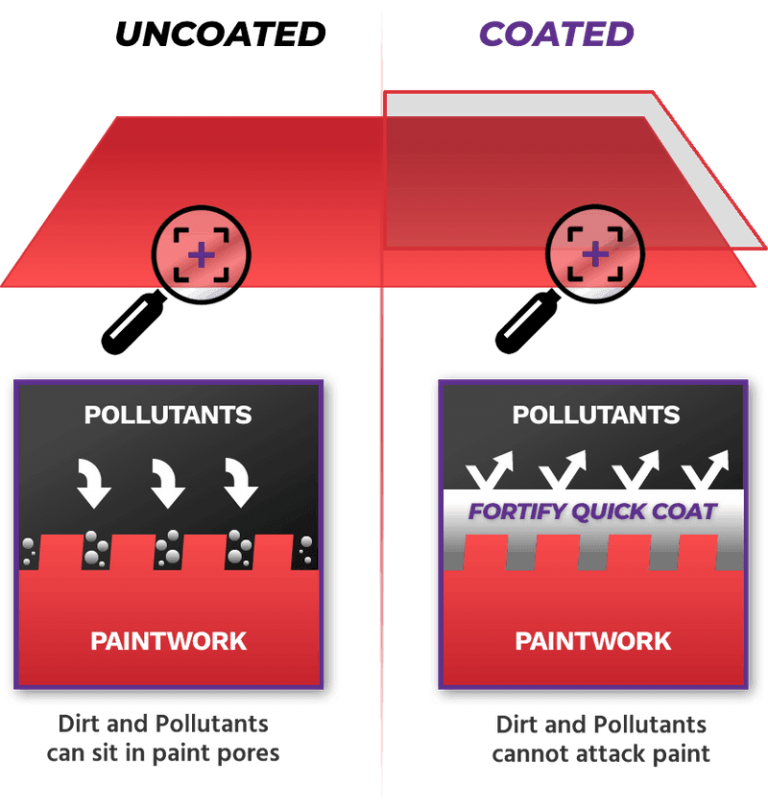 UNCOATED
COATED
POLLUTANTS
PAINTWORK
Dirt and Pollutants
can sit in paint pores
POLLUTANTS
FORTIFY QUICK COAT
PAINTWORK
Dirt and Pollutants
cannot attack paint